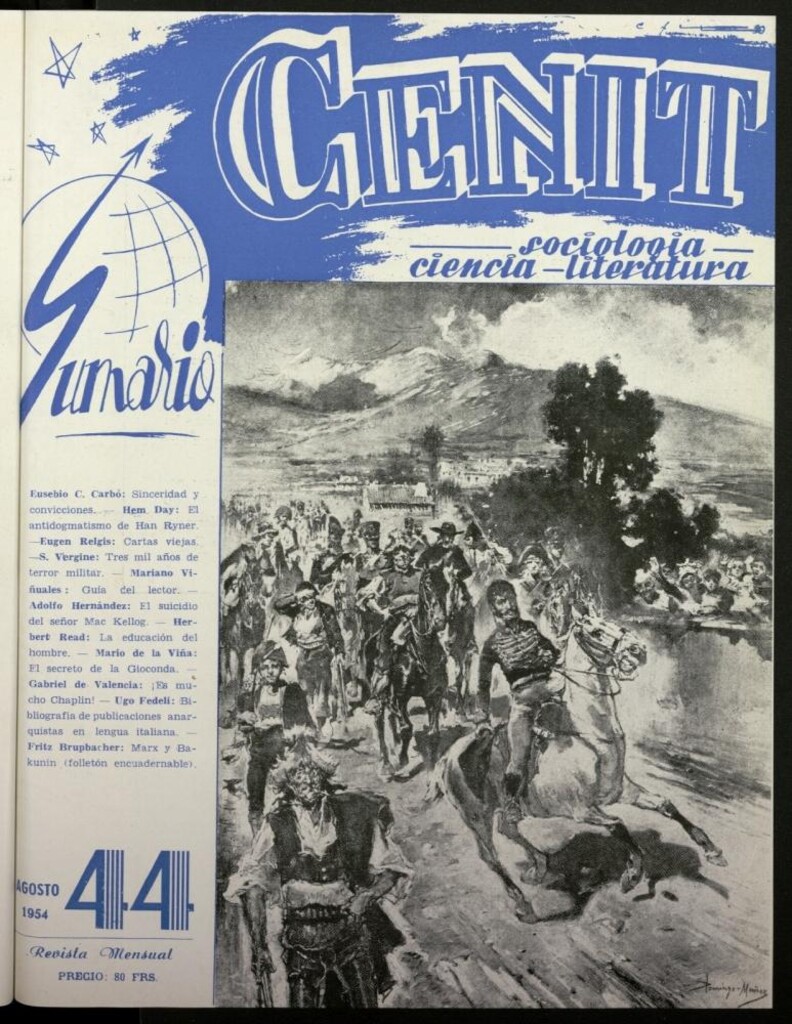 CENIT
sociología
ciencia - literatura
Sumario
Eusebio C. Carbó: Sinceridad y
convicciones. — Hem Day: El
antidogmatismo de Han Ryner.
—Eugen Relgis: Cartas viejas.
—S. Vergine: Tres mil años de
terror militar. — Mariano Vi-
ñuales: Guía del lector. —
Adolfo Hernández: El suicidio
del señor Mac Kellog. — Her-
bert Read: La educación del
hombre. — Mario de la Viña:
El secreto de la Gioconda. —
Gabriel de Valencia: ¡Es mu-
cho Chaplin! — Ugo Fedeli: Bi-
bliografía de publicaciones anar-
quistas en lengua italiana. —
Fritz Brupbacher: Marx y Ba-
kunin (folletón encuadernable).
AGOSTO
1954
44
Revista Mensual
PRECIO: 80 FRS.
Domingo-Muñoz